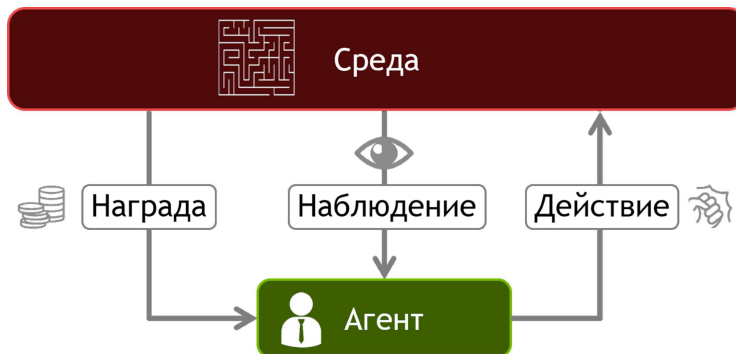 Среда
Награда
Наблюдение
Действие
Агент